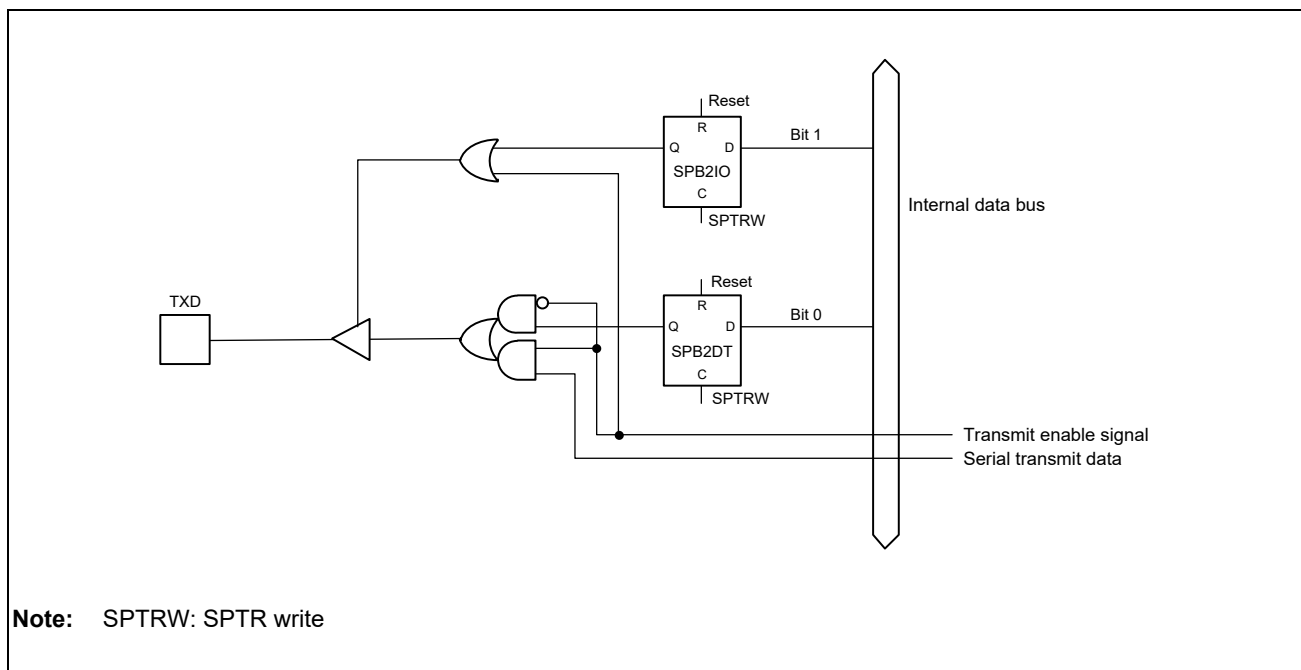 Reset
R
Bit 1
Q D
SPB2IO
C
SPTRW
Internal data bus
Reset
TXD
R
Bit 0
Q D
SPB2DT
C
SPTRW
Transmit enable signal
Serial transmit data
Note: SPTRW: SPTR write